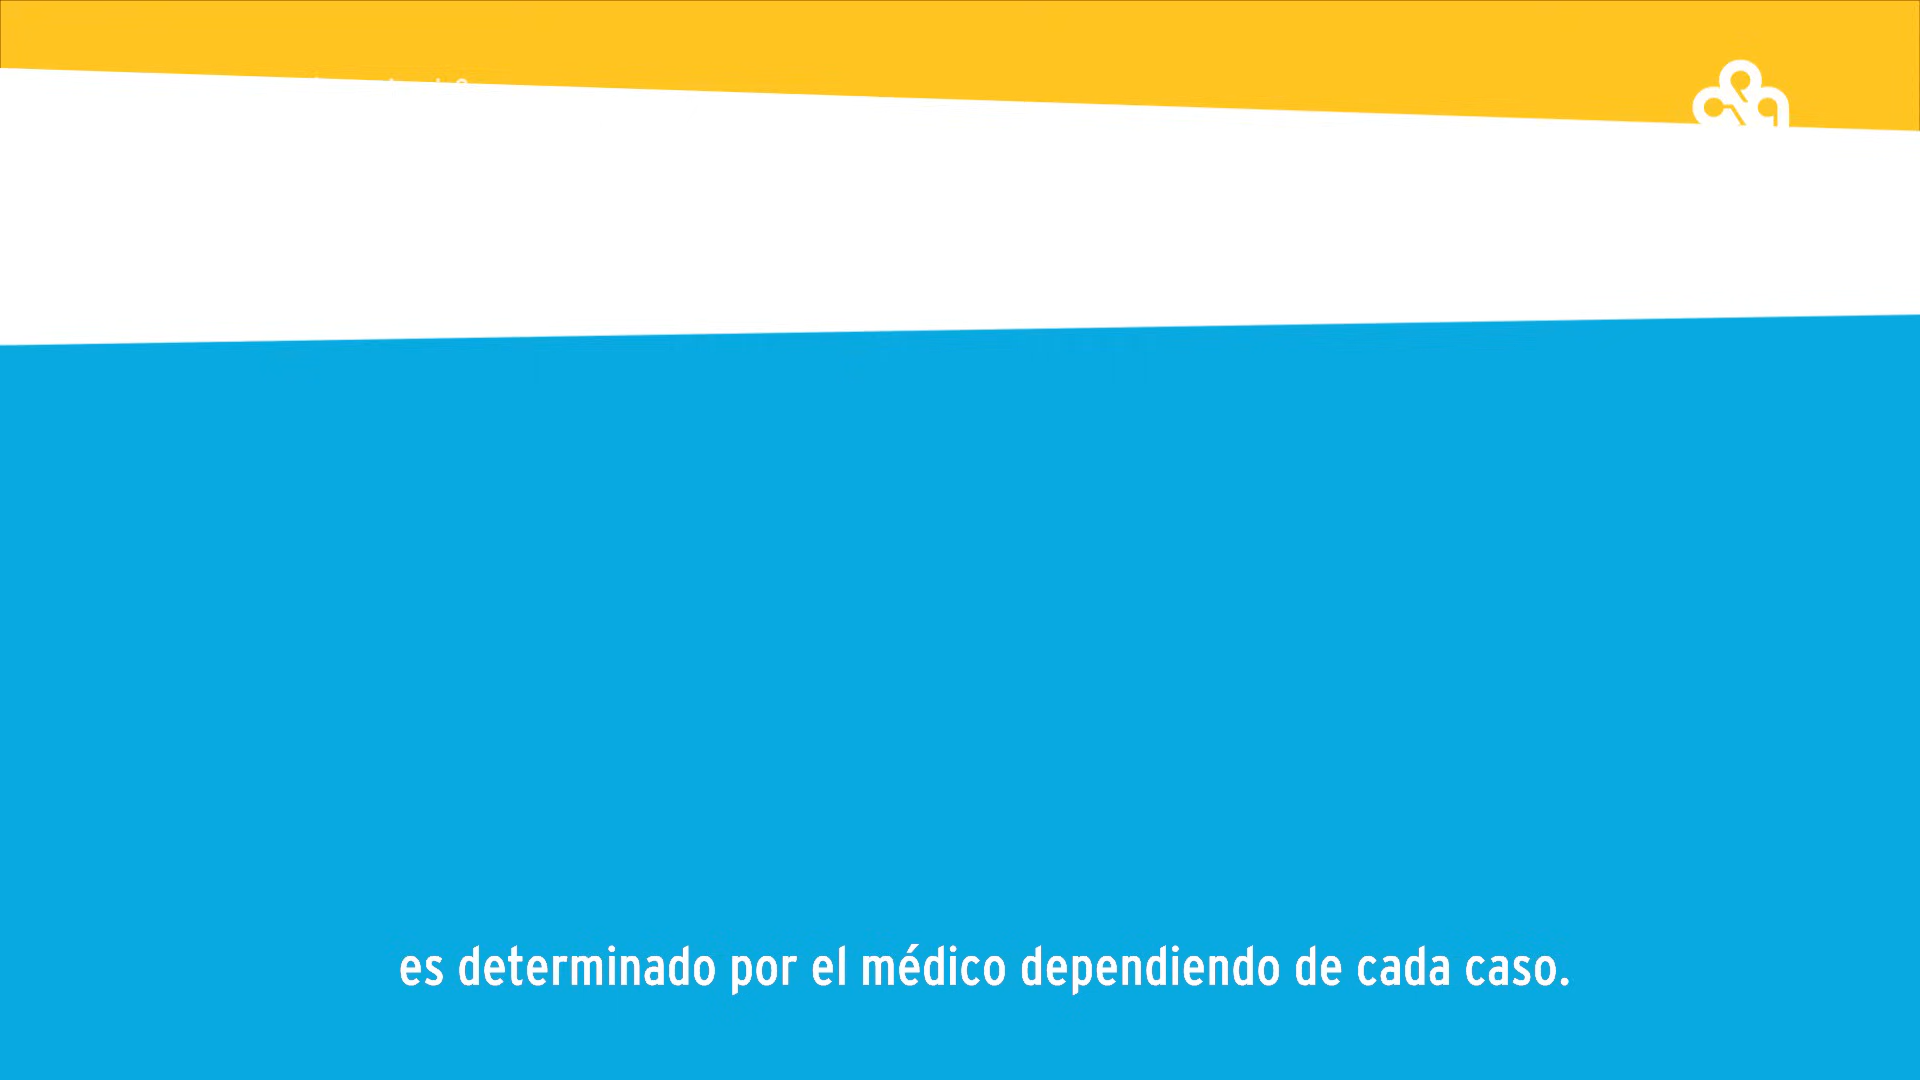 es determinado por el médico dependiendo de cada caso.